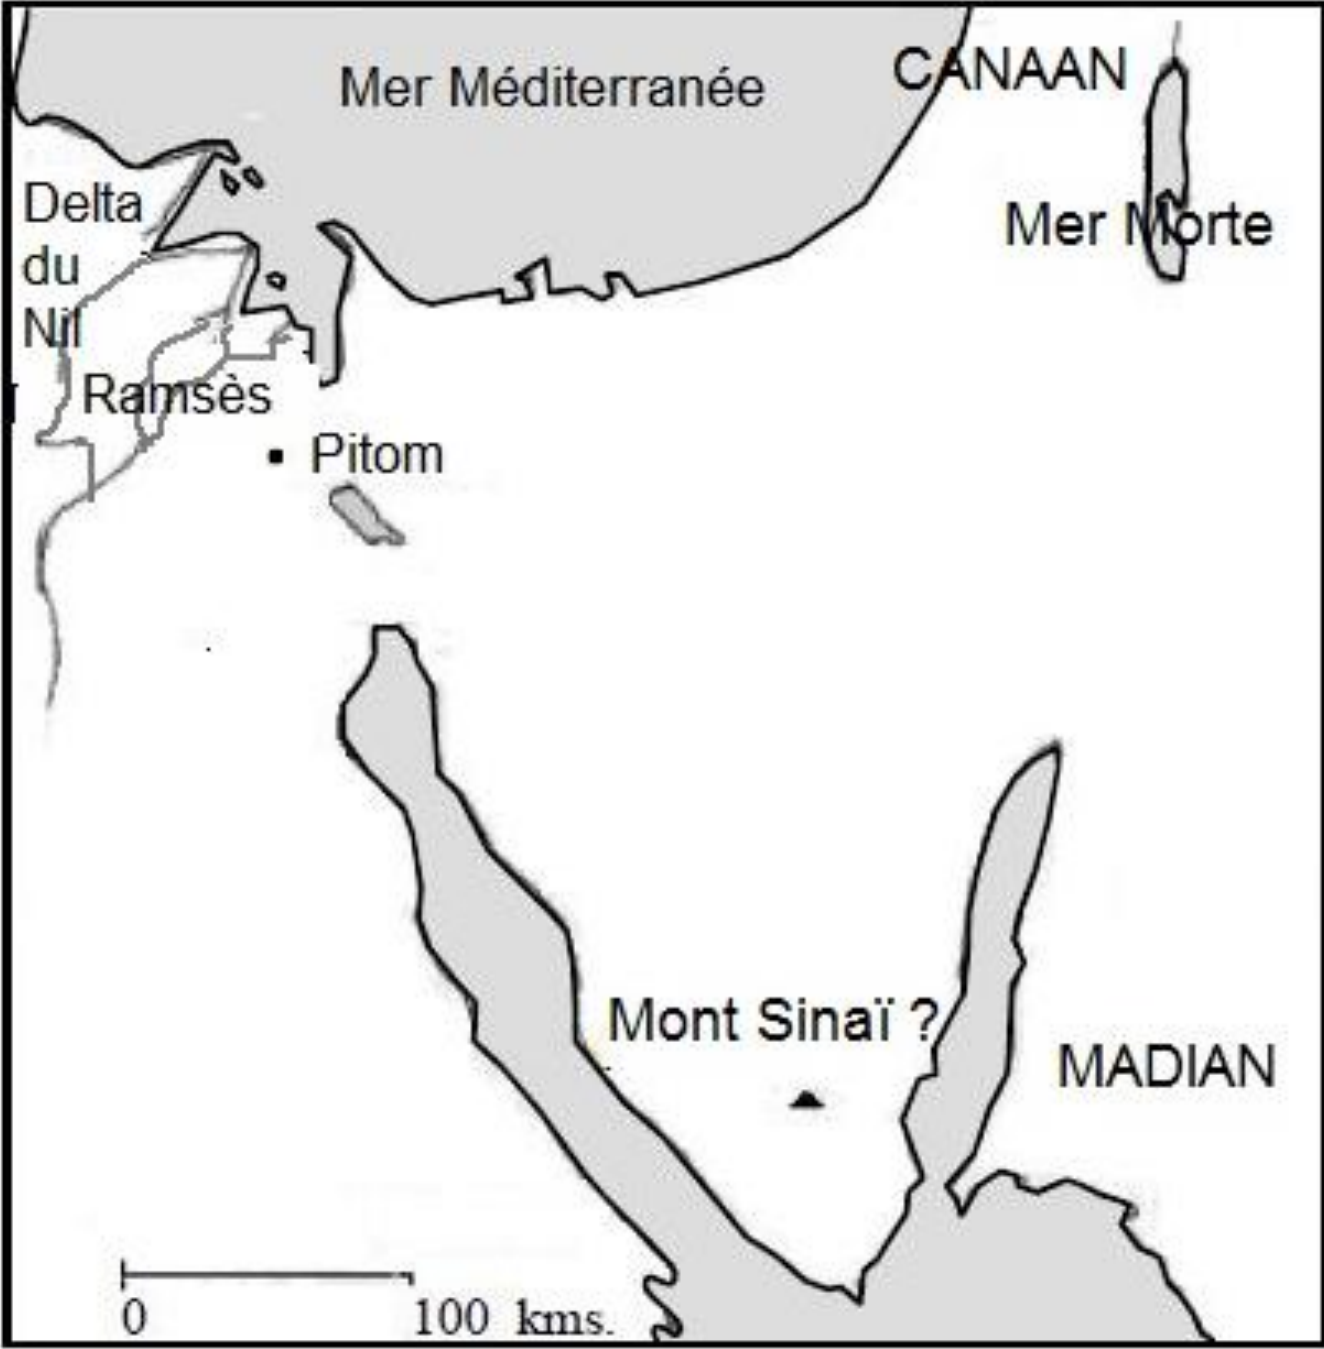 Mer Méditerranée
CANAAN
Delta
du
Nil
Mer Morte
Ramsès
Pitom
Mont Sinaï ?
MADIAN
0 100 kms.